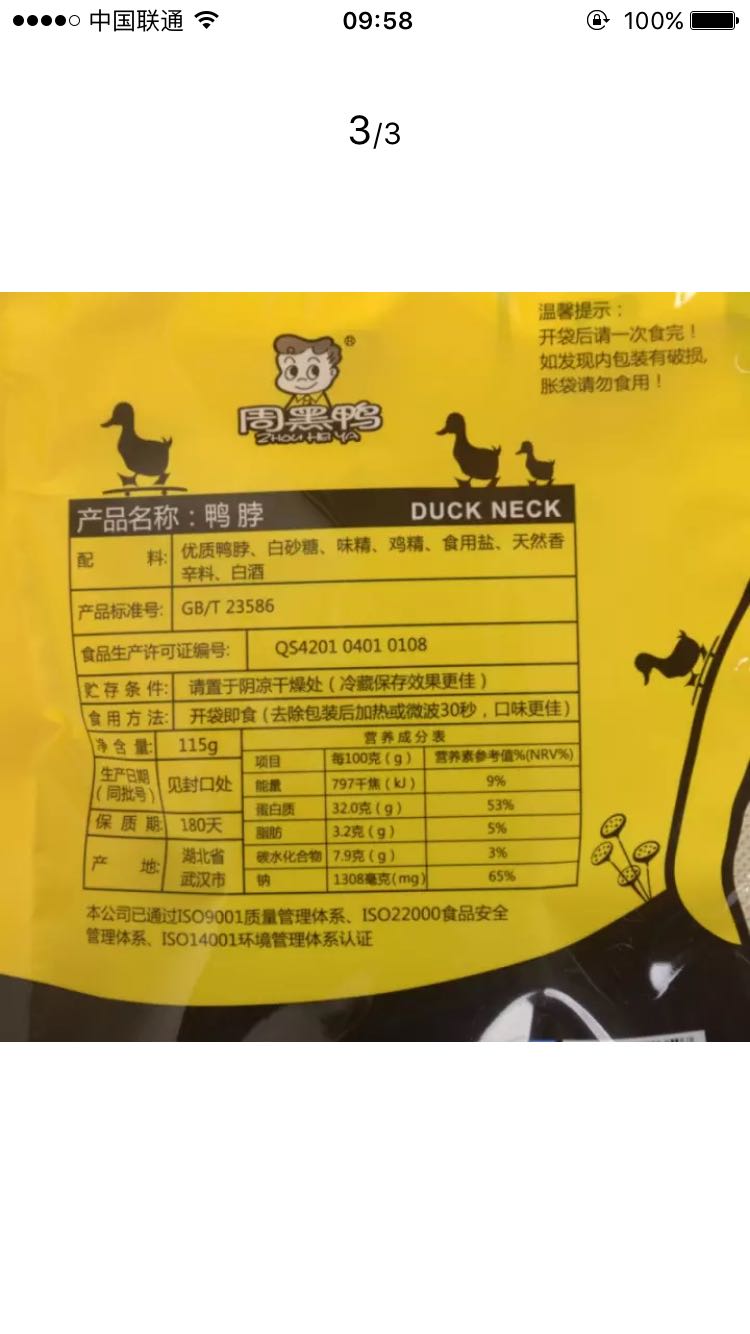 中国联通
09:58
100%
3/3
温馨提示：
开袋后请一次食完！
如发现内包装有破损,
胀袋请勿食用！
®
周黑鸭
ZHOU HEI YA
产品名称：鸭 脖 DUCK NECK
配 料: 优质鸭脖、白砂糖、味精、鸡精、食用盐、天然香
辛料、白酒
产品标准号: GB/T 23586
食品生产许可证编号: QS4201 0401 0108
贮存条件: 请置于阴凉干燥处（冷藏保存效果更佳）
食用方法: 开袋即食（去除包装后加热或微波30秒，口味更佳）
净含量: 115g
生产日期
（同批号）
见封口处
保质期: 180天
产 地: 湖北省
武汉市
营养成分表
项目 每100克（g） 营养素参考值%(NRV%)
能量 797千焦（kJ） 9%
蛋白质 32.0克（g） 53%
脂肪 3.2克（g） 5%
碳水化合物 7.9克（g） 3%
钠 1308毫克(mg) 65%
本公司已通过ISO9001质量管理体系、ISO22000食品安全
管理体系、ISO14001环境管理体系认证